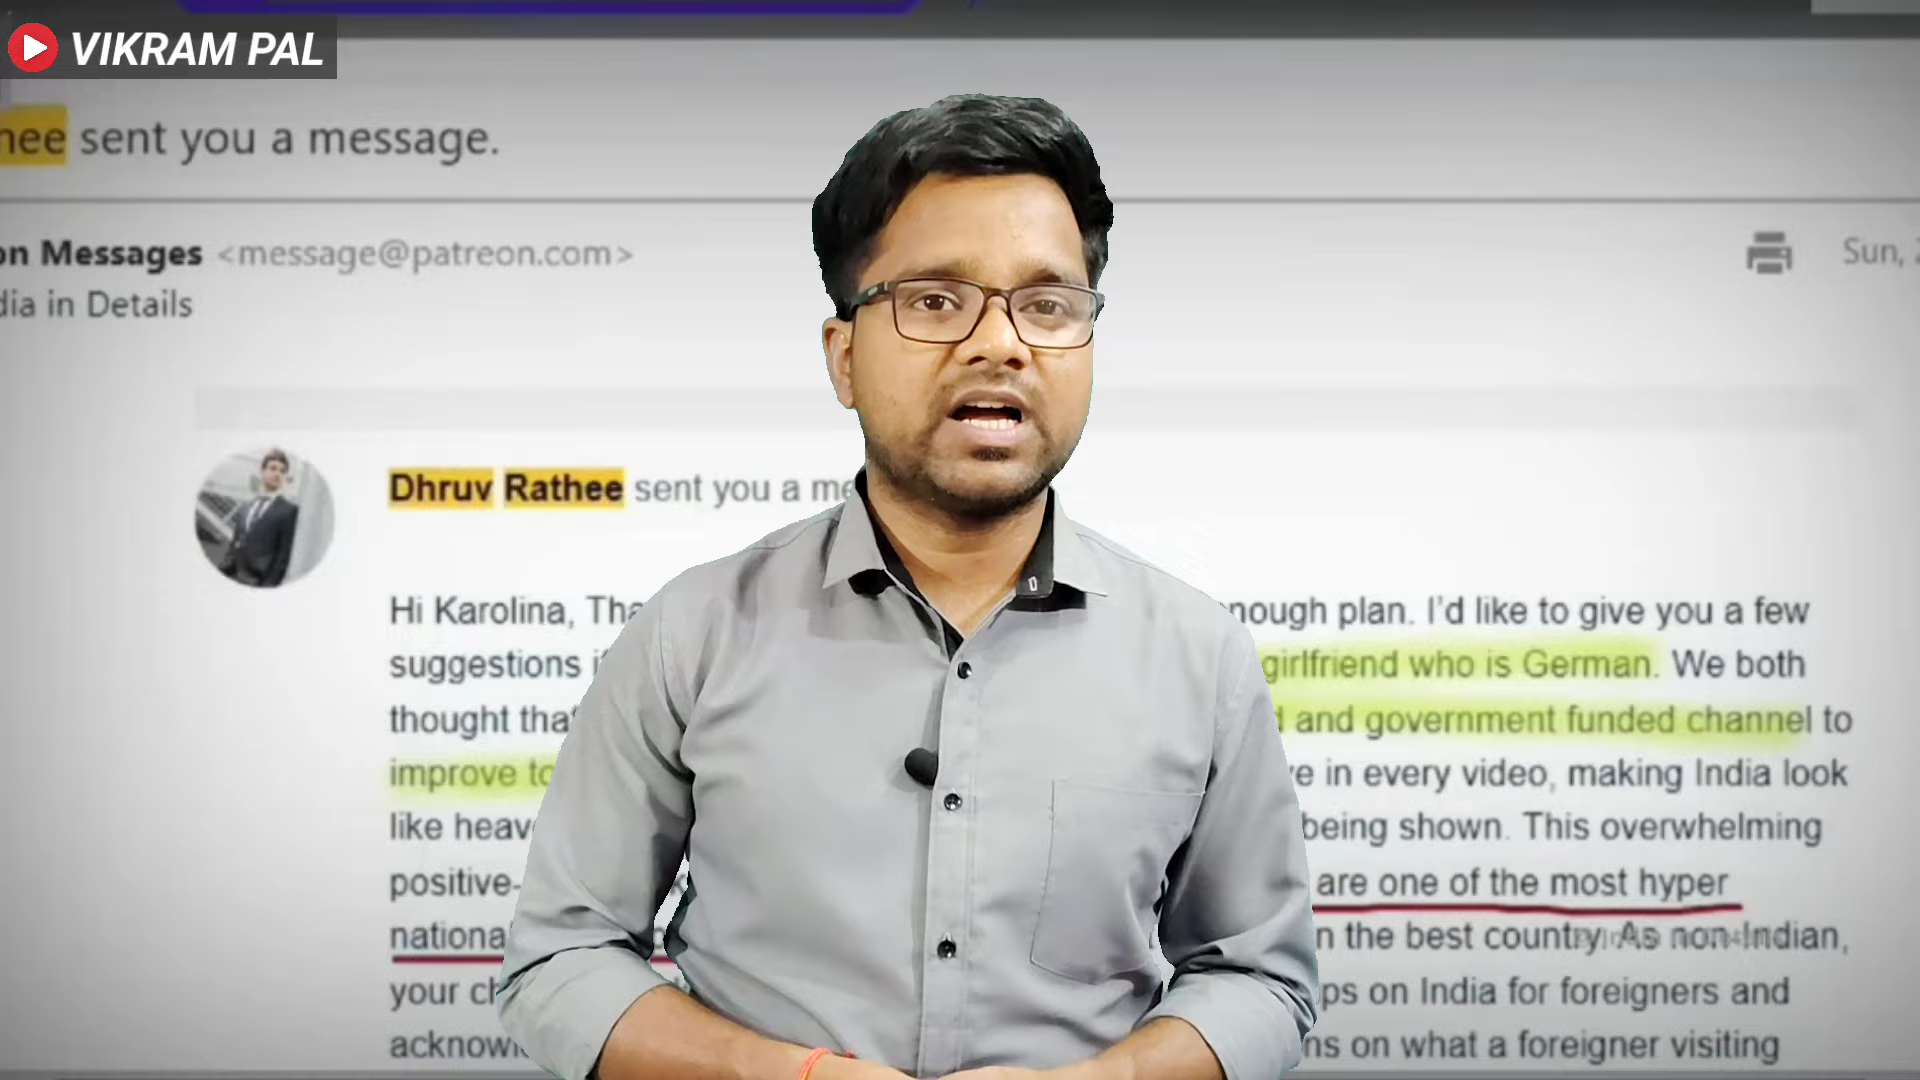 VIKRAM PAL
hee sent you a message.
on Messages <message@patreon.com>
Sun, 2
dia in Details
Dhruv Rathee sent you a me
Hi Karolina, Tha nough plan. I'd like to give you a few
suggestions girlfriend who is German. We both
thought that and government funded channel to
improve to e in every video, making India look
like heav being shown. This overwhelming
positive- are one of the most hyper
nationa n the best country. As non-Indian,
your ch ps on India for foreigners and
acknow ns on what a foreigner visiting